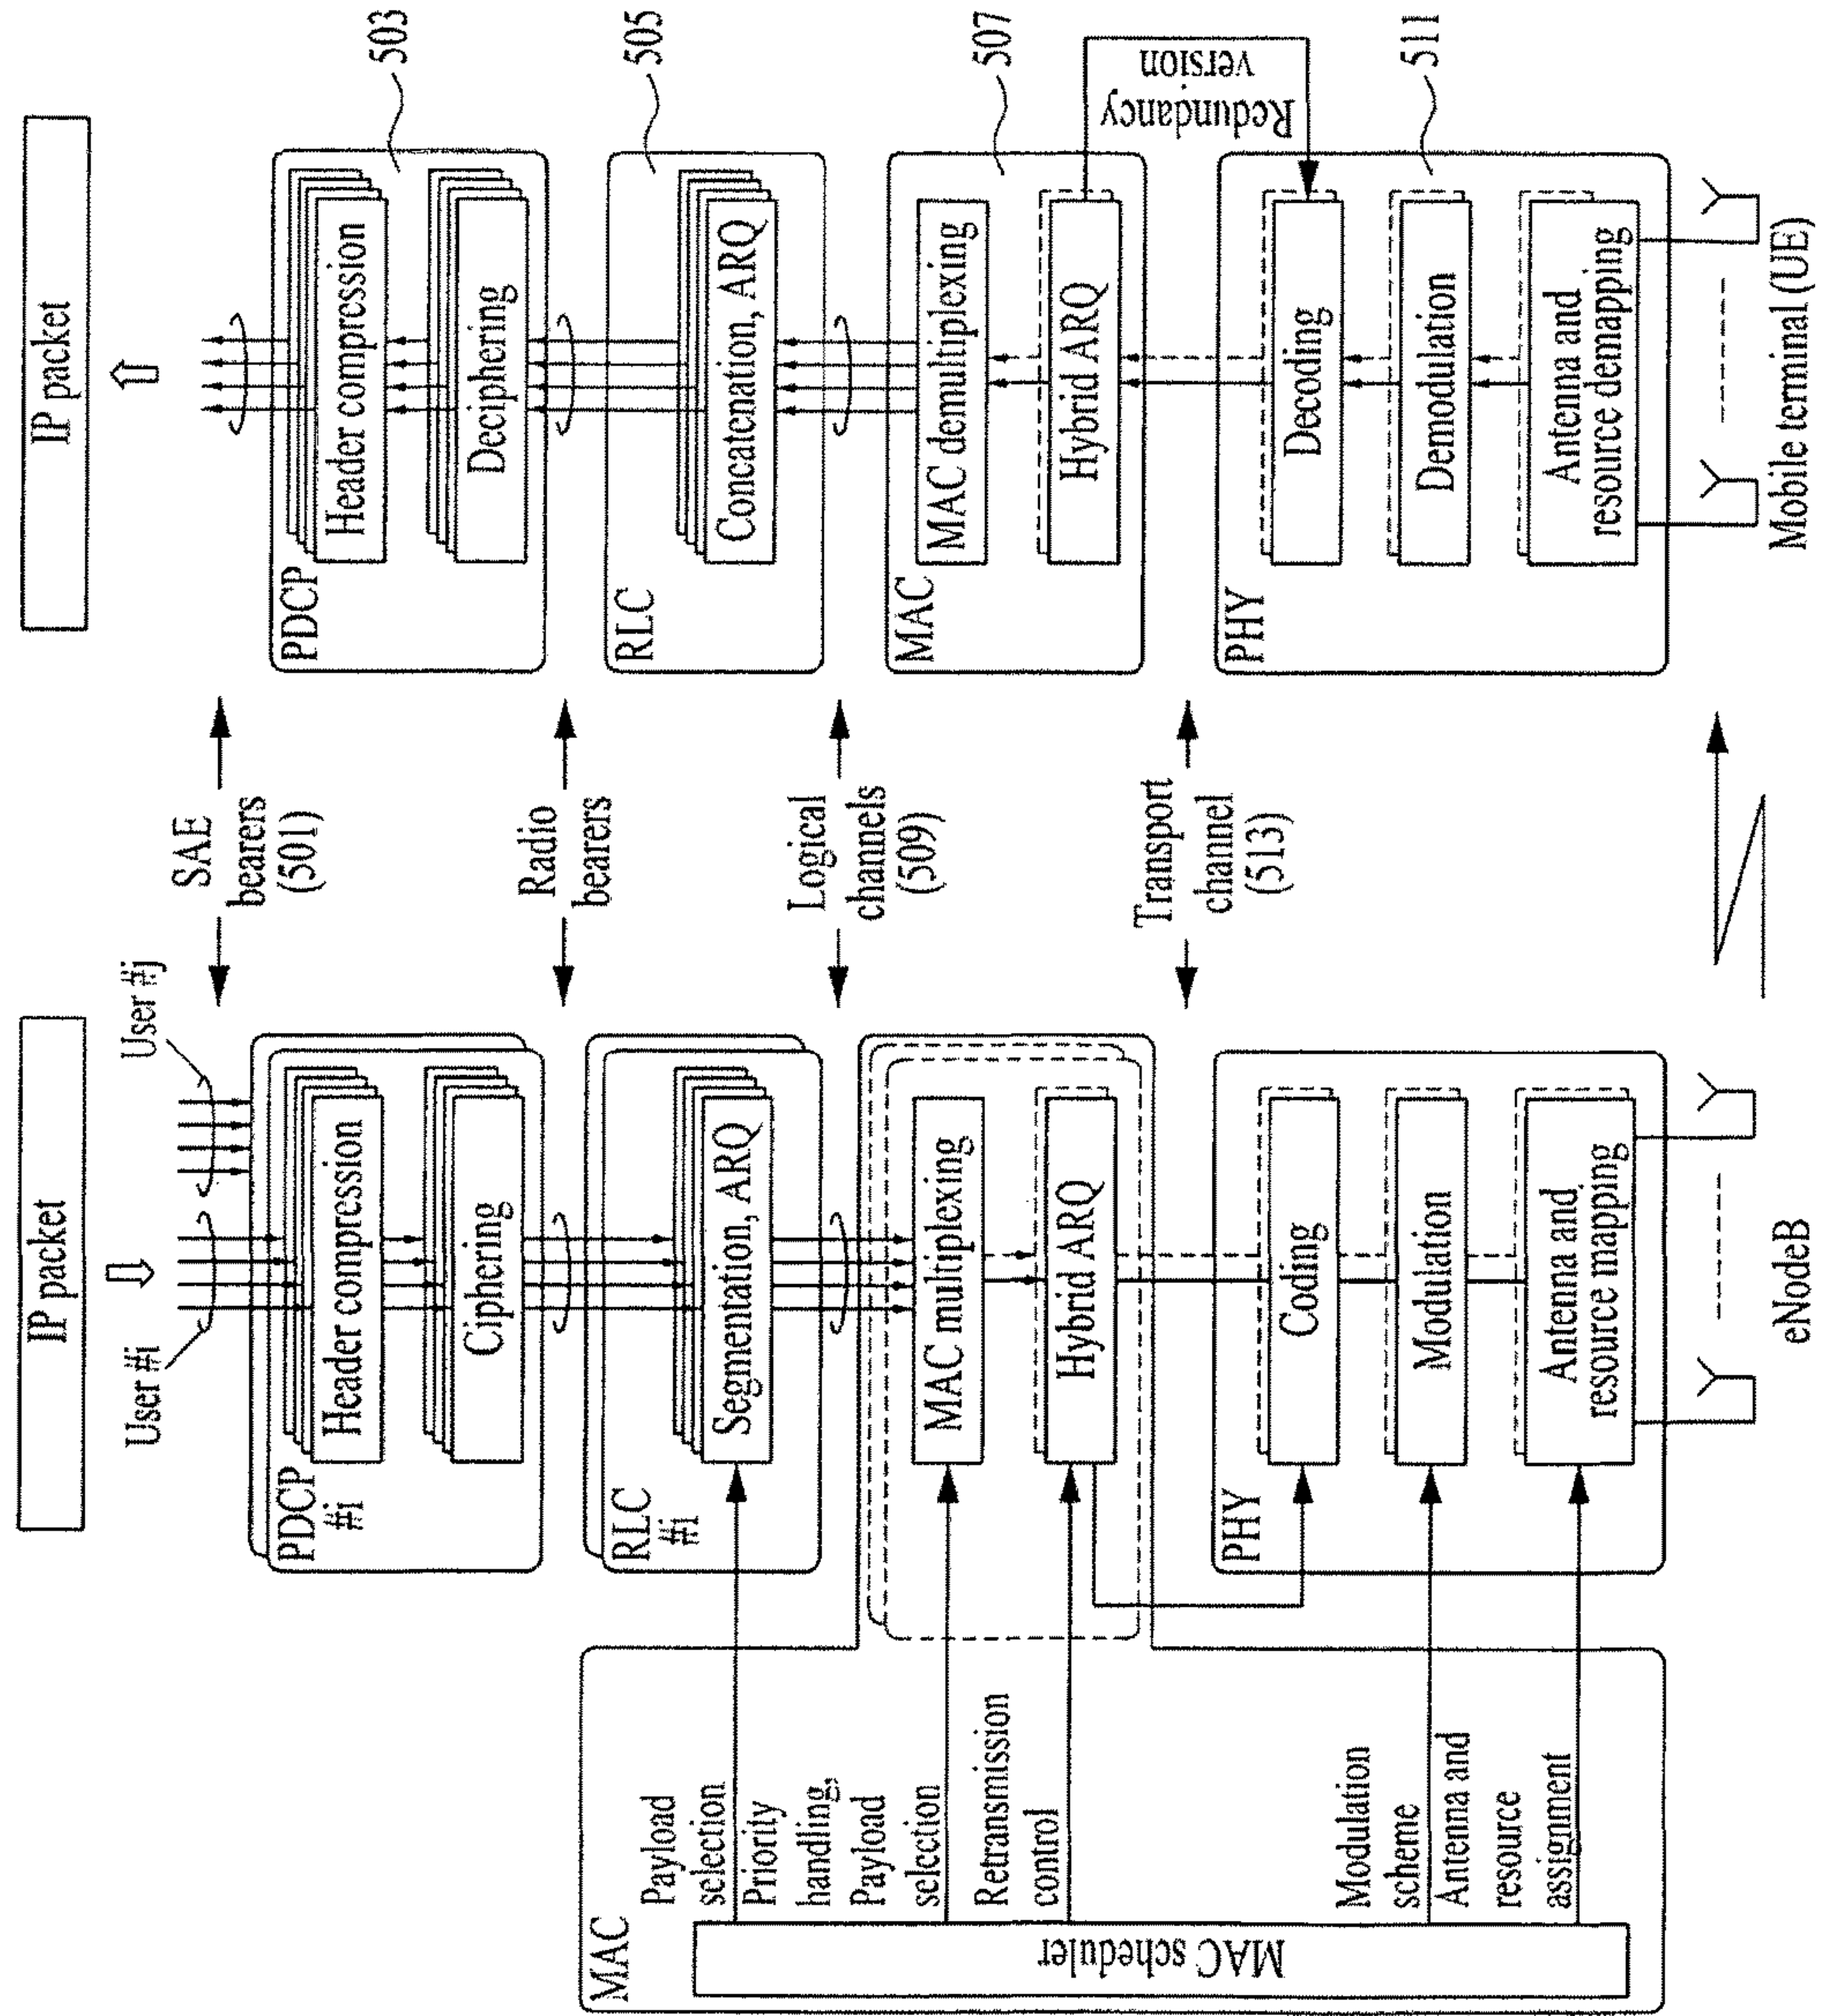 IP packet
User #i
User #j
PDCP
#i
Header compression
Ciphering
RLC
#i
Segmentation, ARQ
MAC
MAC scheduler
Payload
selection
Priority
handling,
Payload
selection
Retransmission
control
Modulation
scheme
Antenna and
resource
assignment
MAC multiplexing
Hybrid ARQ
PHY
Coding
Modulation
Antenna and
resource mapping
eNodeB
SAE
bearers
(501)
Radio
bearers
Logical
channels
(509)
Transport
channel
(513)
IP packet
PDCP
503
Header compression
Deciphering
RLC
505
Concatenation, ARQ
MAC
507
MAC demultiplexing
Hybrid ARQ
Redundancy
version
PHY
511
Decoding
Demodulation
Antenna and
resource demapping
Mobile terminal (UE)